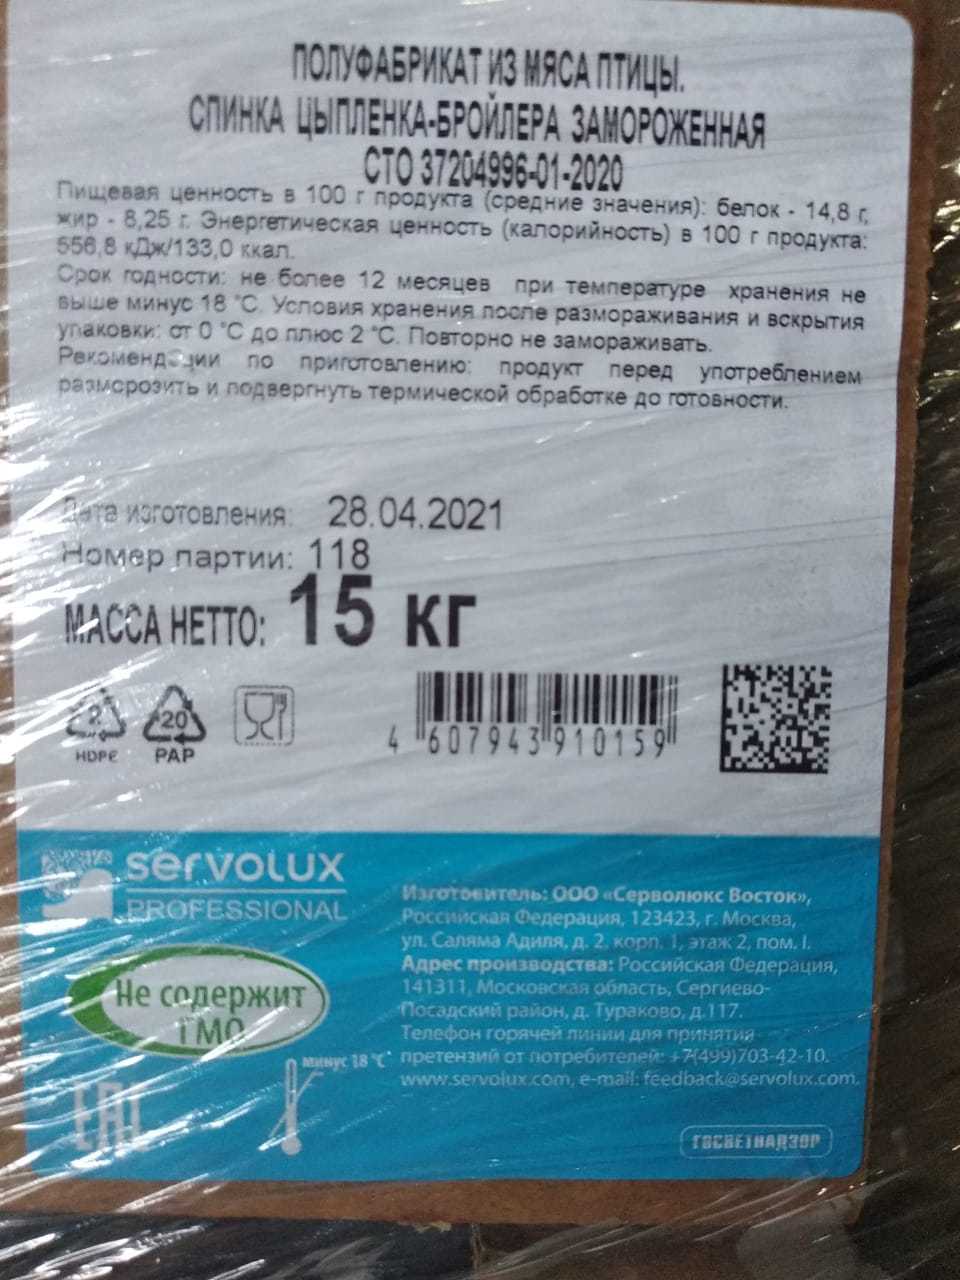 ПОЛУФАБРИКАТ ИЗ МЯСА ПТИЦЫ.
СПИНКА ЦЫПЛЕНКА-БРОЙЛЕРА ЗАМОРОЖЕННАЯ
СТО 37204996-01-2020
Пищевая ценность в 100 г продукта (средние значения): белок - 14,8 г,
жир - 8,25 г. Энергетическая ценность (калорийность) в 100 г продукта:
556,8 кДж/133,0 ккал.
Срок годности: не более 12 месяцев при температуре хранения не
выше минус 18 °С. Условия хранения после размораживания и вскрытия
упаковки: от 0 °С до плюс 2 °С. Повторно не замораживать.
Рекомендации по приготовлению: продукт перед употреблением
разморозить и подвергнуть термической обработке до готовности.
Дата изготовления: 28.04.2021
Номер партии: 118
МАССА НЕТТО: 15 кг
2
HDPE
20
PAP
4 607943 910159
servolux
PROFESSIONAL
Изготовитель: ООО «Серволюкс Восток»,
Российская Федерация, 123423, г. Москва,
ул. Саляма Адиля, д. 2, корп. 1, этаж 2, пом. I.
Адрес производства: Российская Федерация,
141311, Московская область, Сергиево-
Посадский район, д. Тураково, д.117.
Телефон горячей линии для принятия
претензий от потребителей: +7(499)703-42-10.
www.servolux.com, e-mail: feedback@servolux.com.
Не содержит
ГМО
минус 18 °С
EAC
ГОСВЕТНАДЗОР